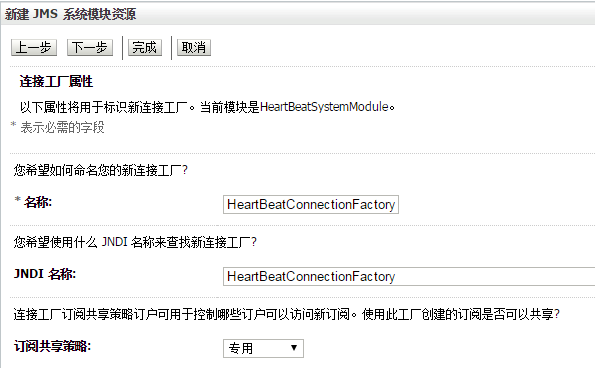 新建 JMS 系统模块资源
上一步 下一步 完成 取消
连接工厂属性
以下属性将用于标识新连接工厂。当前模块是HeartBeatSystemModule。
* 表示必需的字段
您希望如何命名您的新连接工厂?
* 名称: HeartBeatConnectionFactory
您希望使用什么 JNDI 名称来查找新连接工厂?
JNDI 名称: HeartBeatConnectionFactory
连接工厂订阅共享策略订户可用于控制哪些订户可以访问新订阅。使用此工厂创建的订阅是否可以共享?
订阅共享策略: 专用